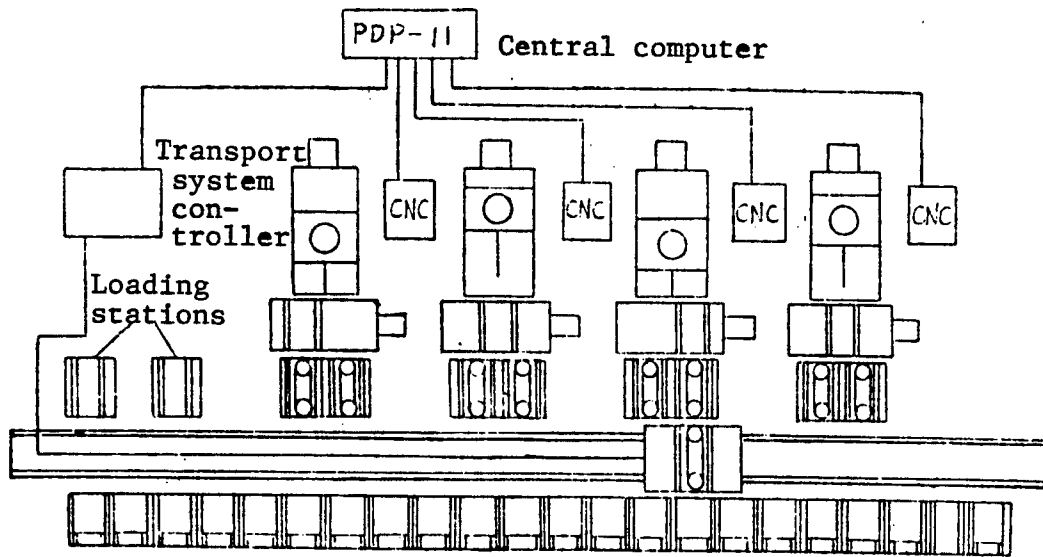 PDP-11
Central computer
Transport
system
con-
troller
CNC
CNC
CNC
CNC
Loading
stations